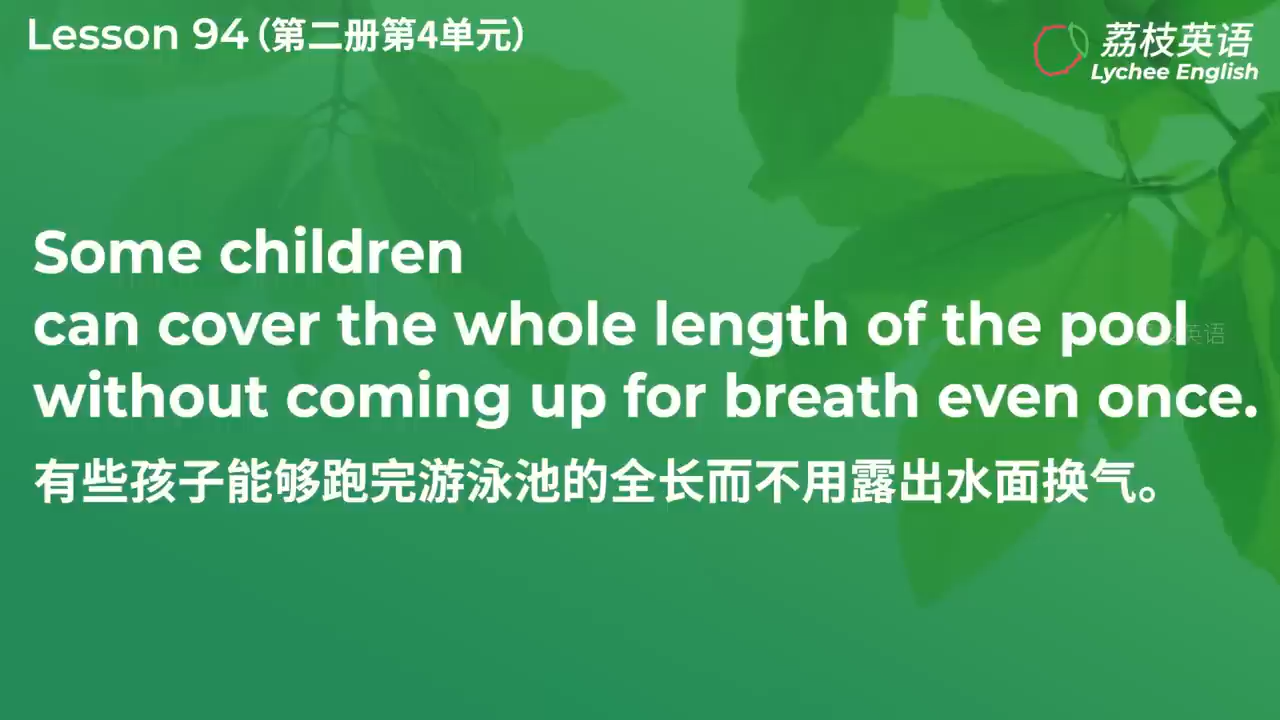 Lesson 94（第二册第4单元）
荔枝英语
Lychee English
Some children
can cover the whole length of the pool
without coming up for breath even once.
有些孩子能够跑完游泳池的全长而不用露出水面换气。